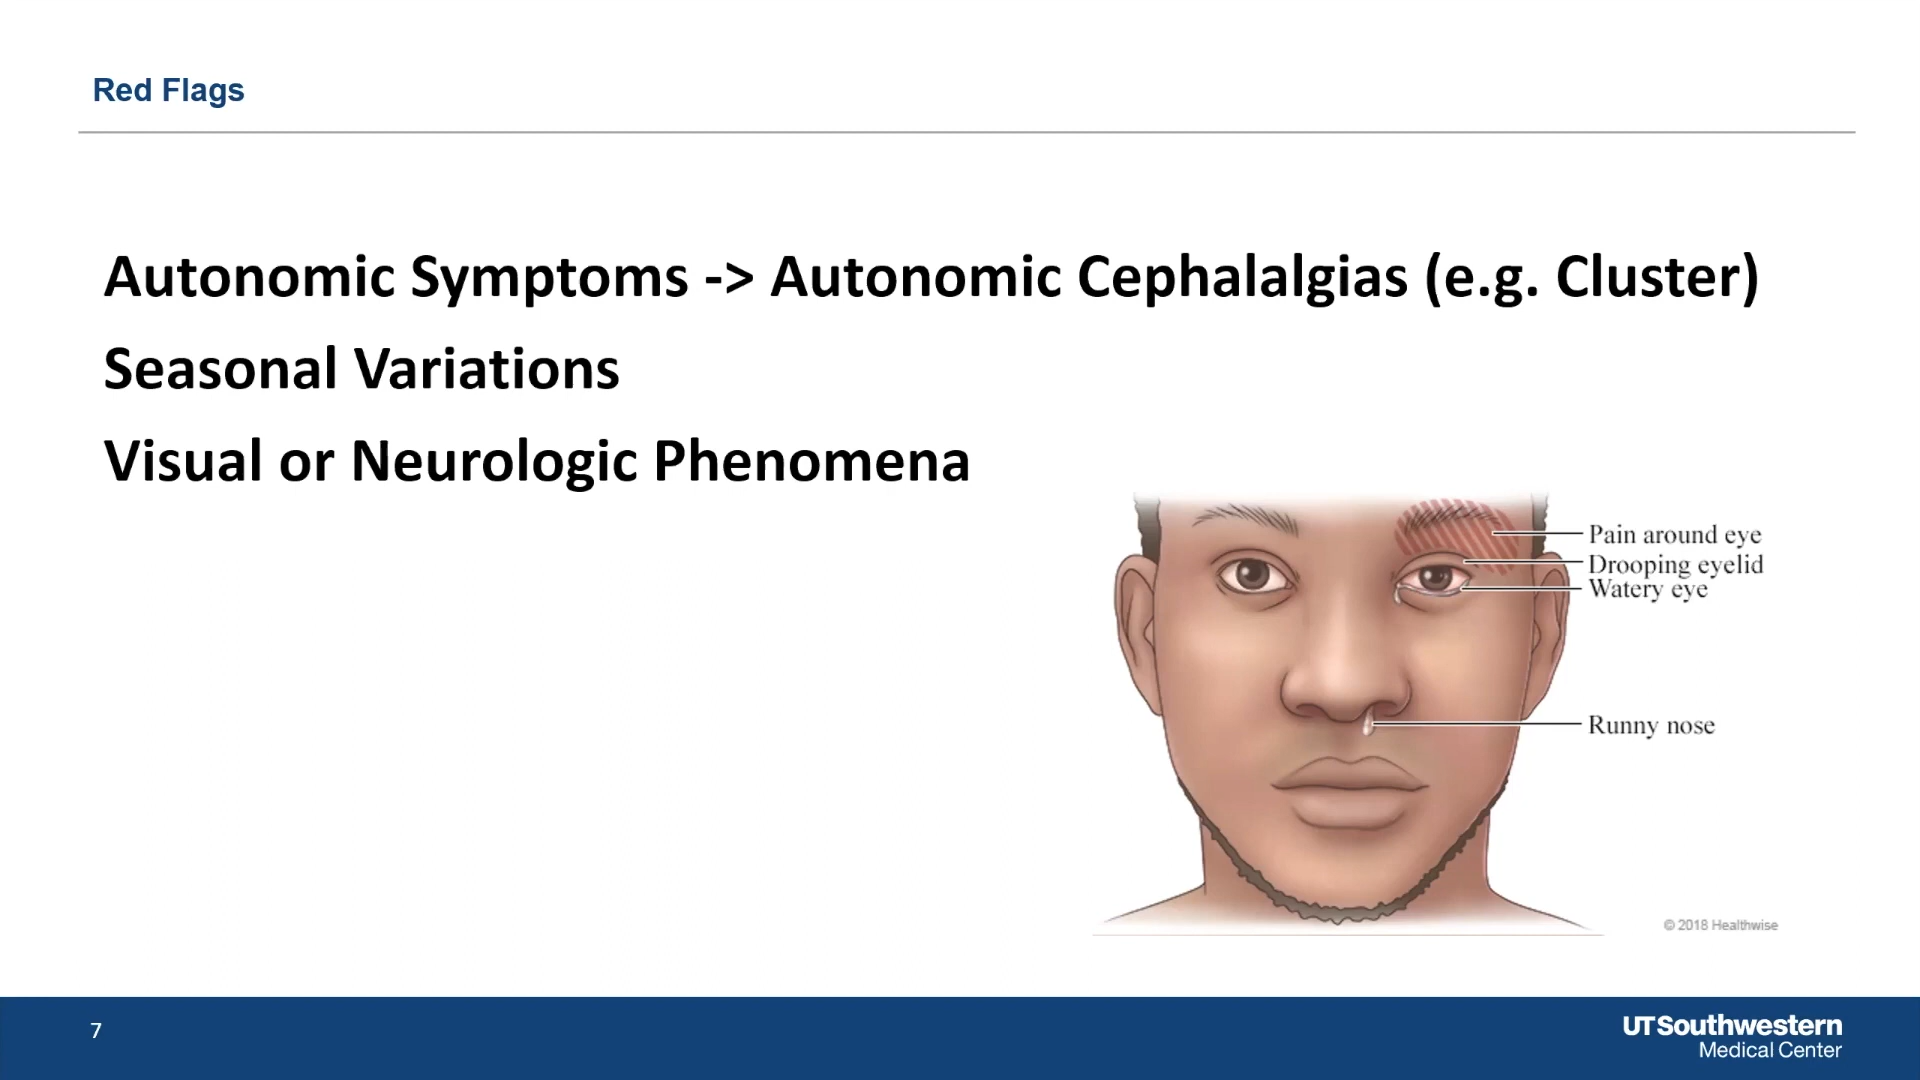 Red Flags
Autonomic Symptoms -> Autonomic Cephalalgias (e.g. Cluster)
Seasonal Variations
Visual or Neurologic Phenomena
Pain around eye
Drooping eyelid
Watery eye
Runny nose
© 2018 Healthwise
7
UTSouthwestern
Medical Center